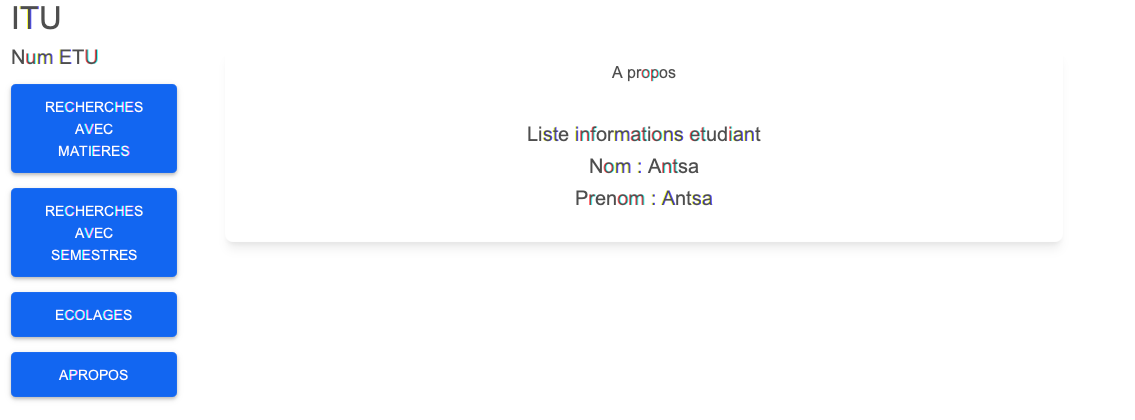 ITU
Num ETU
RECHERCHES
AVEC
MATIERES
RECHERCHES
AVEC
SEMESTRES
ECOLAGES
APROPOS
A propos
Liste informations etudiant
Nom : Antsa
Prenom : Antsa